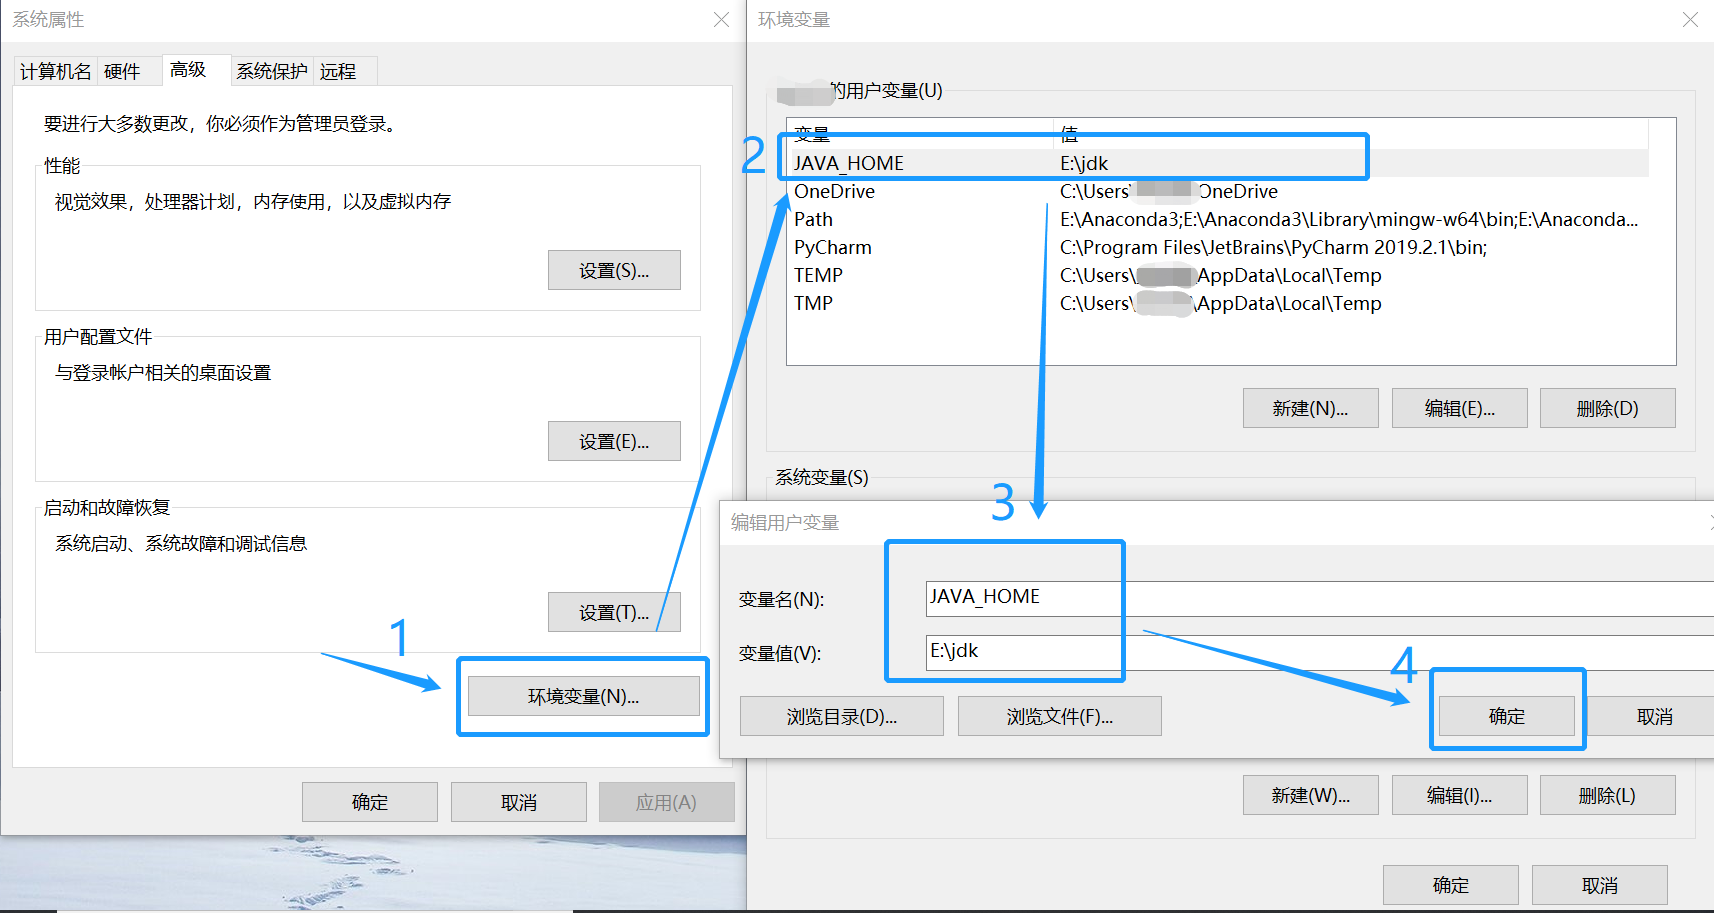 系统属性
计算机名 硬件 高级 系统保护 远程
要进行大多数更改，你必须作为管理员登录。
性能
视觉效果，处理器计划，内存使用，以及虚拟内存
设置(S)...
用户配置文件
与登录帐户相关的桌面设置
设置(E)...
启动和故障恢复
系统启动、系统故障和调试信息
设置(T)...
1
环境变量(N)...
确定 取消 应用(A)
环境变量
的用户变量(U)
变量 值
2
JAVA_HOME E:\jdk
OneDrive C:\Users\ OneDrive
Path E:\Anaconda3;E:\Anaconda3\Library\mingw-w64\bin;E:\Anaconda...
PyCharm C:\Program Files\JetBrains\PyCharm 2019.2.1\bin;
TEMP C:\Users\ AppData\Local\Temp
TMP C:\Users\ \AppData\Local\Temp
新建(N)... 编辑(E)... 删除(D)
系统变量(S)
3
编辑用户变量
变量名(N): JAVA_HOME
变量值(V): E:\jdk
4
浏览目录(D)... 浏览文件(F)... 确定 取消
新建(W)... 编辑(I)... 删除(L)
确定 取消